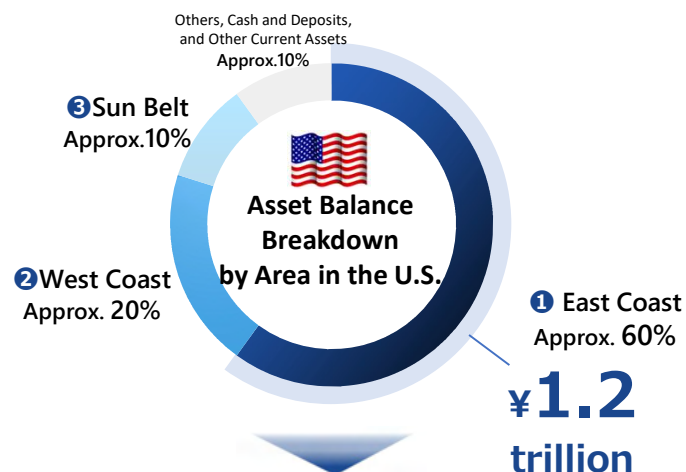 Others, Cash and Deposits,
and Other Current Assets
Approx.10%
❸Sun Belt
Approx.10%
Asset Balance
Breakdown
by Area in the U.S.
❷West Coast
Approx. 20%
❶ East Coast
Approx. 60%
¥1.2
trillion